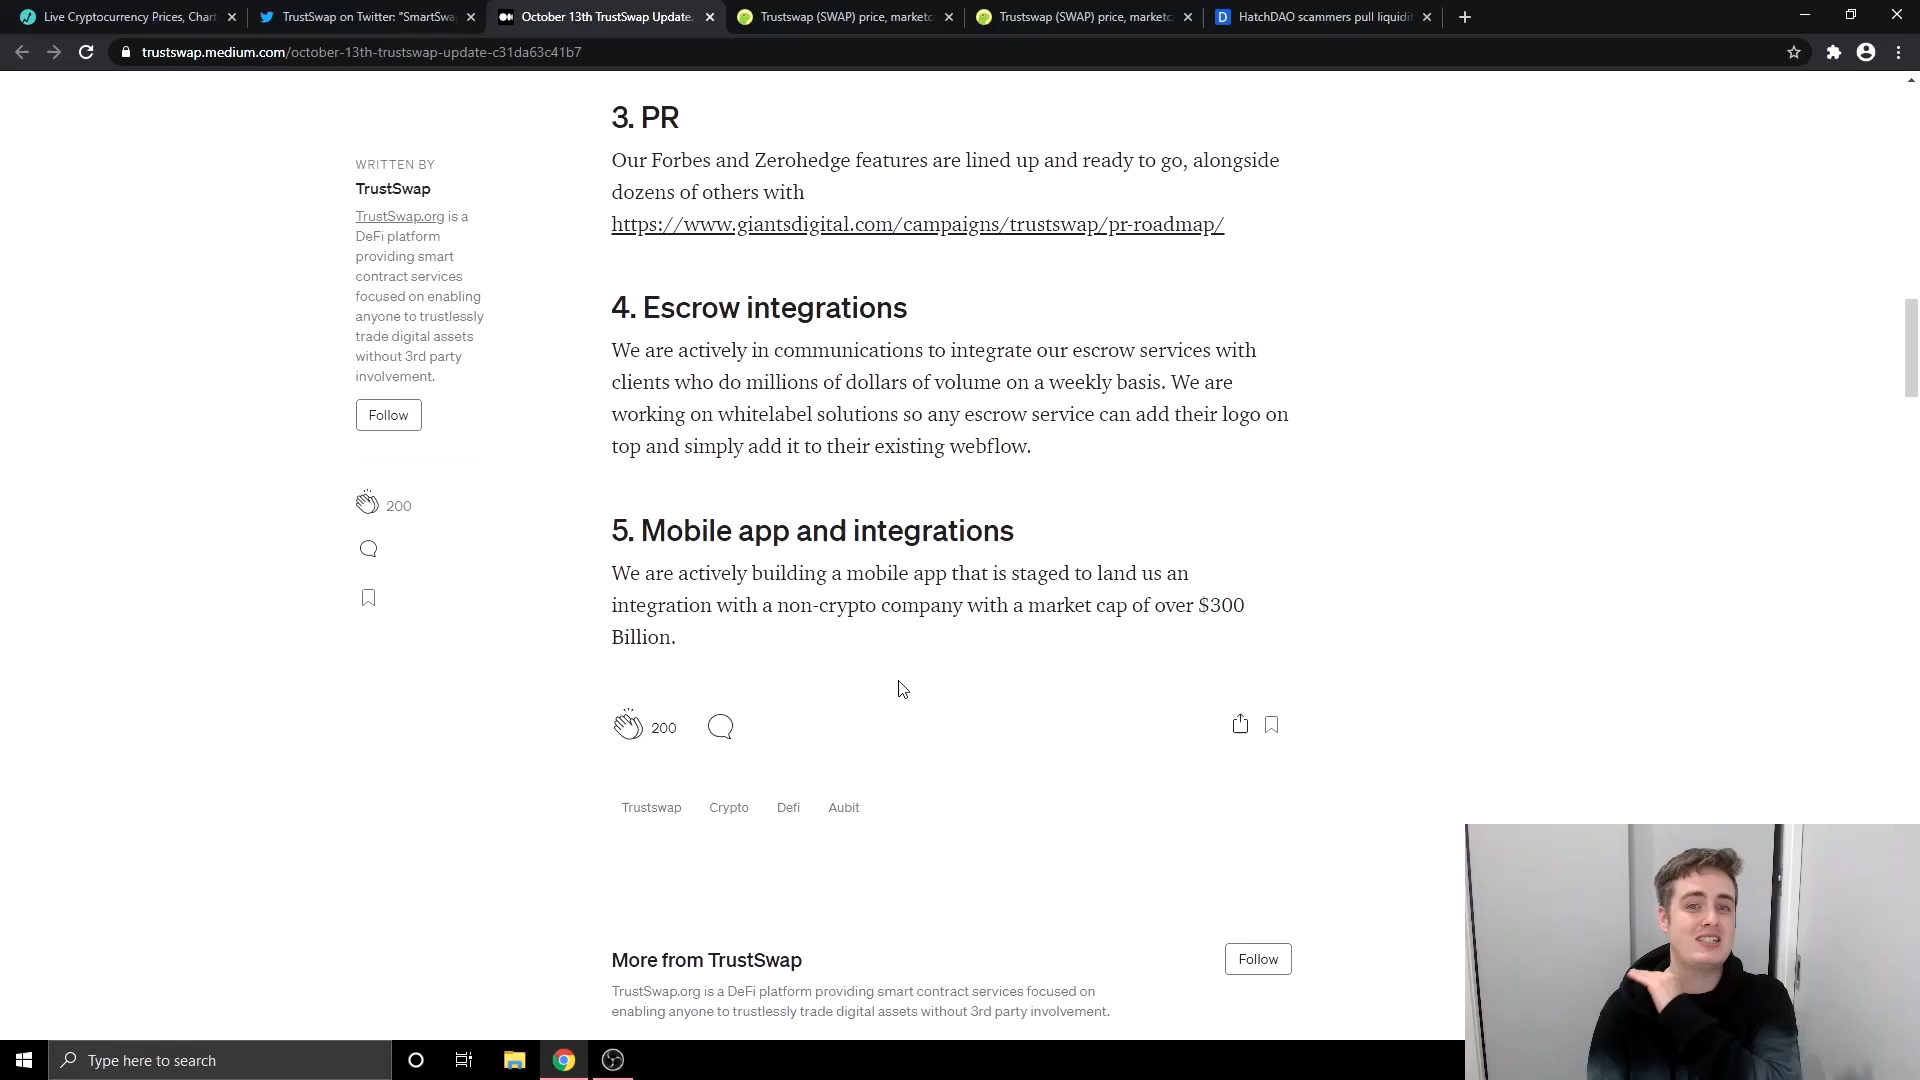 Live Cryptocurrency Prices, Chart
TrustSwap on Twitter: "SmartSwa
October 13th TrustSwap Update.
Trustswap (SWAP) price, marketc
Trustswap (SWAP) price, marketc
HatchDAO scammers pull liquidit
trustswap.medium.com/october-13th-trustswap-update-c31da63c41b7
WRITTEN BY
TrustSwap
TrustSwap.org is a
DeFi platform
providing smart
contract services
focused on enabling
anyone to trustlessly
trade digital assets
without 3rd party
involvement.
Follow
200
3. PR
Our Forbes and Zerohedge features are lined up and ready to go, alongside
dozens of others with
https://www.giantsdigital.com/campaigns/trustswap/pr-roadmap/
4. Escrow integrations
We are actively in communications to integrate our escrow services with
clients who do millions of dollars of volume on a weekly basis. We are
working on whitelabel solutions so any escrow service can add their logo on
top and simply add it to their existing webflow.
5. Mobile app and integrations
We are actively building a mobile app that is staged to land us an
integration with a non-crypto company with a market cap of over $300
Billion.
200
Trustswap Crypto Defi Aubit
More from TrustSwap
Follow
TrustSwap.org is a DeFi platform providing smart contract services focused on
enabling anyone to trustlessly trade digital assets without 3rd party involvement.
Type here to search